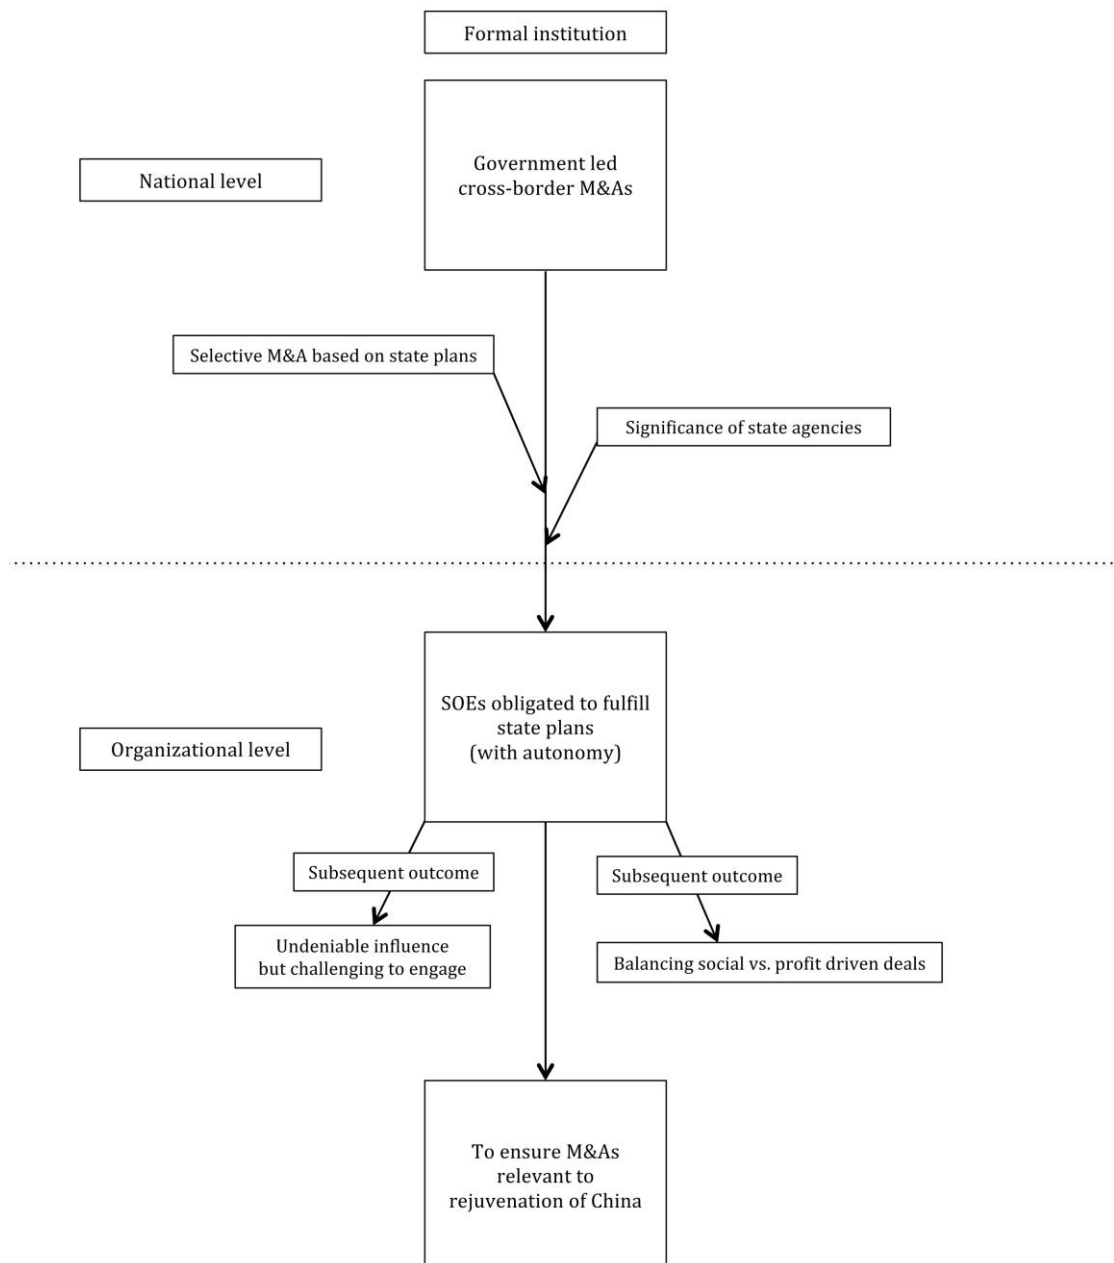 Formal institution
Government led
cross-border M&As
National level
Selective M&A based on state plans
Significance of state agencies
SOEs obligated to fulfill
state plans
(with autonomy)
Organizational level
Subsequent outcome
Subsequent outcome
Undeniable influence
but challenging to engage
Balancing social vs. profit driven deals
To ensure M&As
relevant to
rejuvenation of China